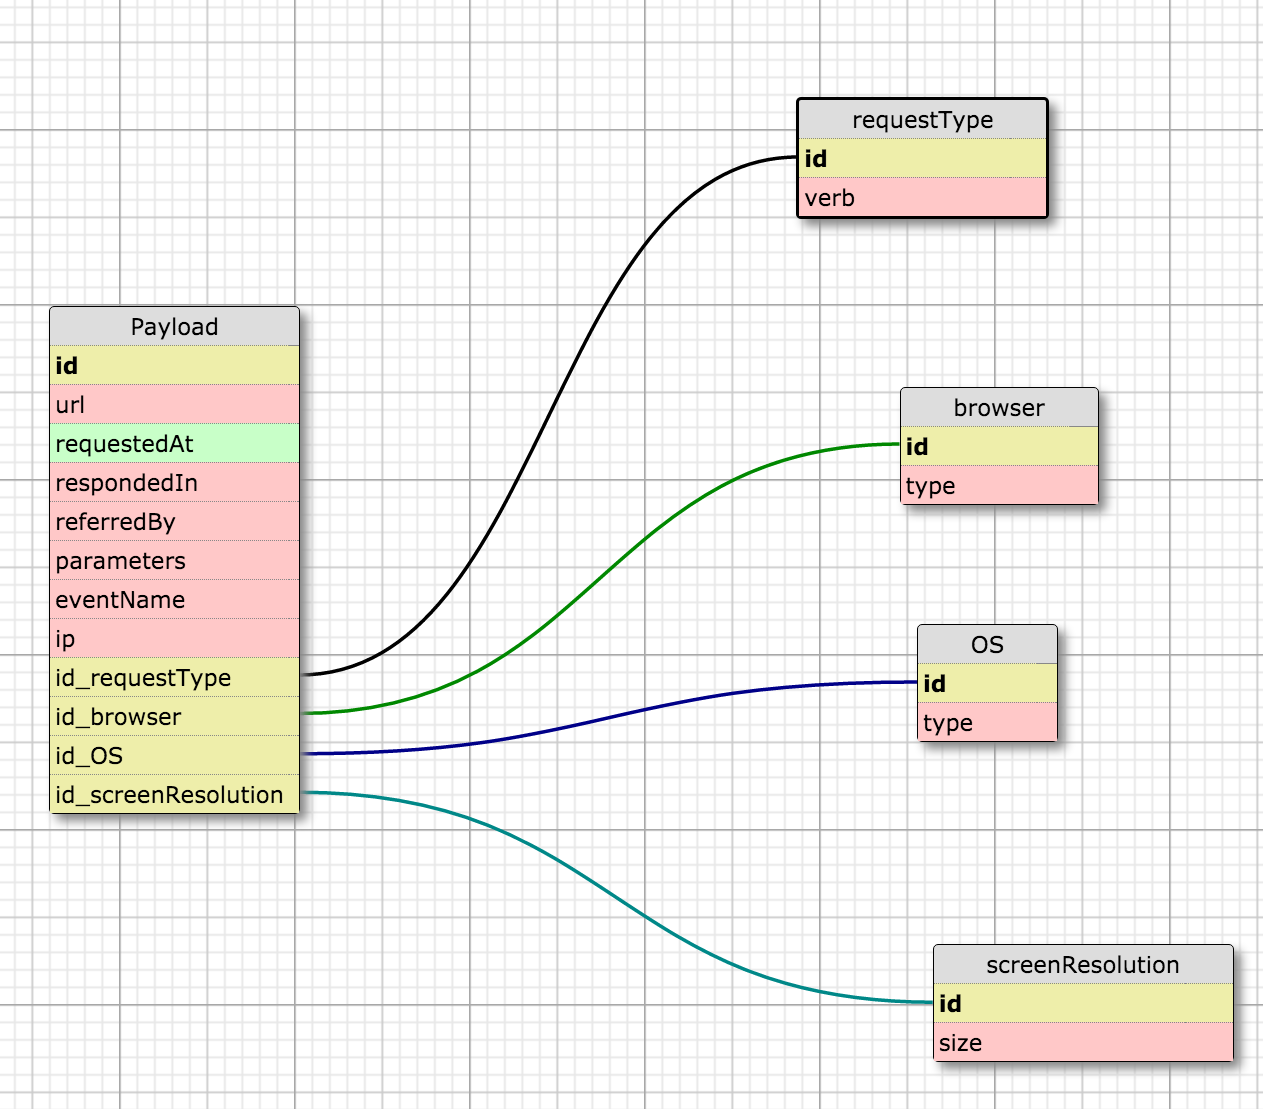 requestType
id
verb
Payload
id
url
requestedAt
respondedIn
referredBy
parameters
eventName
ip
id_requestType
id_browser
id_OS
id_screenResolution
browser
id
type
OS
id
type
screenResolution
id
size